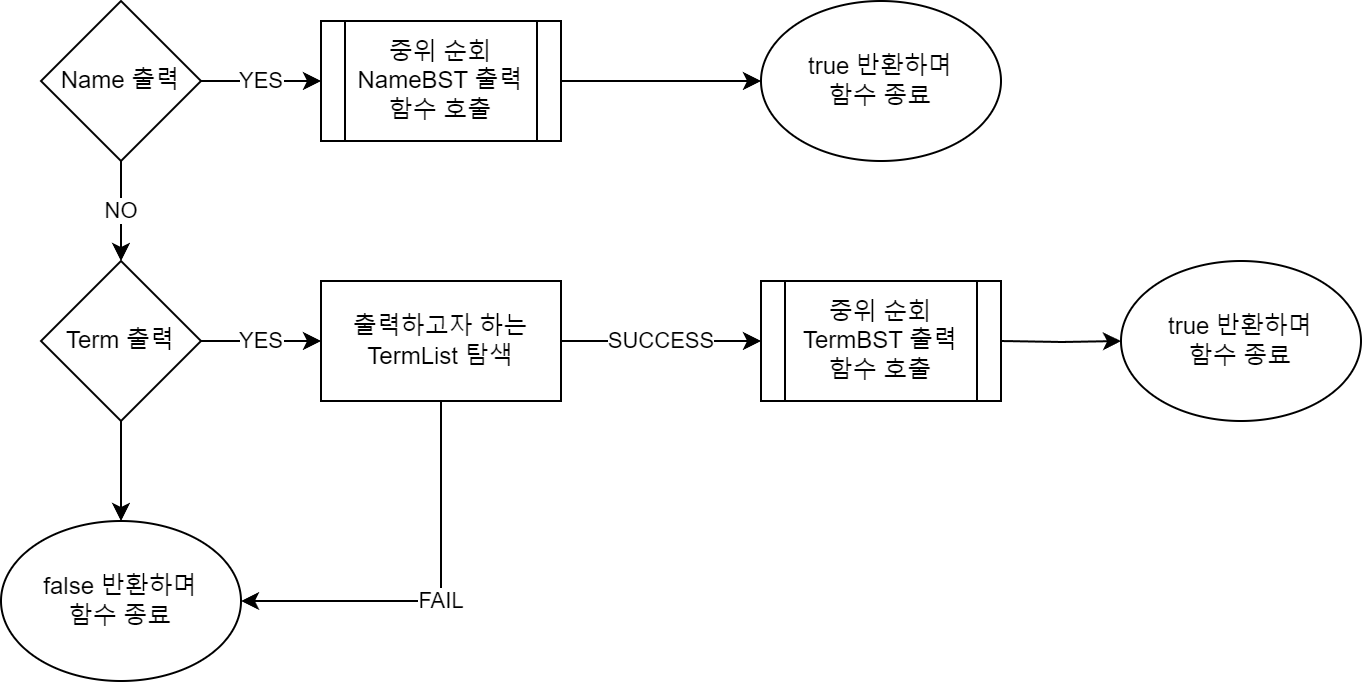 Name 출력
YES
중위 순회
NameBST 출력
함수 호출
true 반환하며
함수 종료
NO
Term 출력
YES
출력하고자 하는
TermList 탐색
SUCCESS
중위 순회
TermBST 출력
함수 호출
true 반환하며
함수 종료
false 반환하며
함수 종료
FAIL